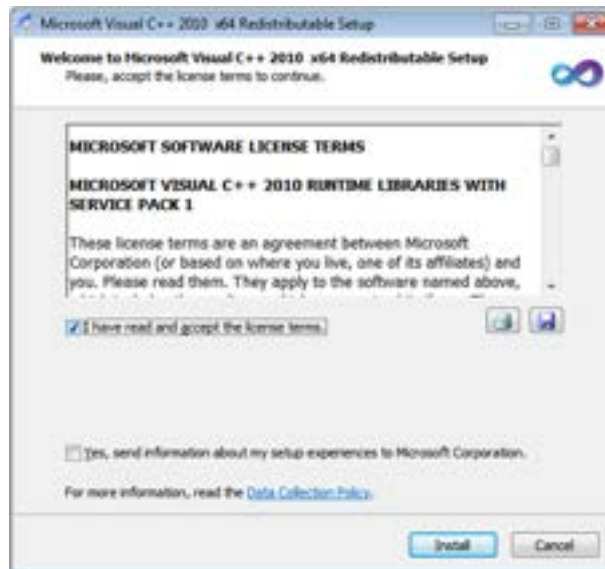 Microsoft Visual C++ 2010 x64 Redistributable Setup
Welcome to Microsoft Visual C++ 2010 x64 Redistributable Setup
Please, accept the license terms to continue.
MICROSOFT SOFTWARE LICENSE TERMS
MICROSOFT VISUAL C++ 2010 RUNTIME LIBRARIES WITH
SERVICE PACK 1
These license terms are an agreement between Microsoft
Corporation (or based on where you live, one of its affiliates) and
you. Please read them. They apply to the software named above,
I have read and accept the license terms.
Yes, send information about my setup experiences to Microsoft Corporation.
For more information, read the Data Collection Policy.
Install Cancel